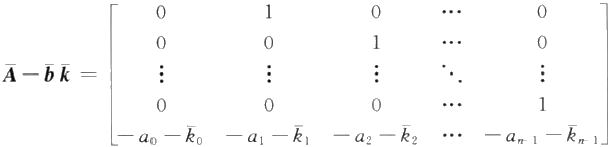 Ā − b̄ k̄ = [ 0 1 0 ⋯ 0
0 0 1 ⋯ 0
⋮ ⋮ ⋮ ⋱ ⋮
0 0 0 ⋯ 1
−a₀−k̄₀ −a₁−k̄₁ −a₂−k̄₂ ⋯ −aₙ₋₁−k̄ₙ₋₁ ]